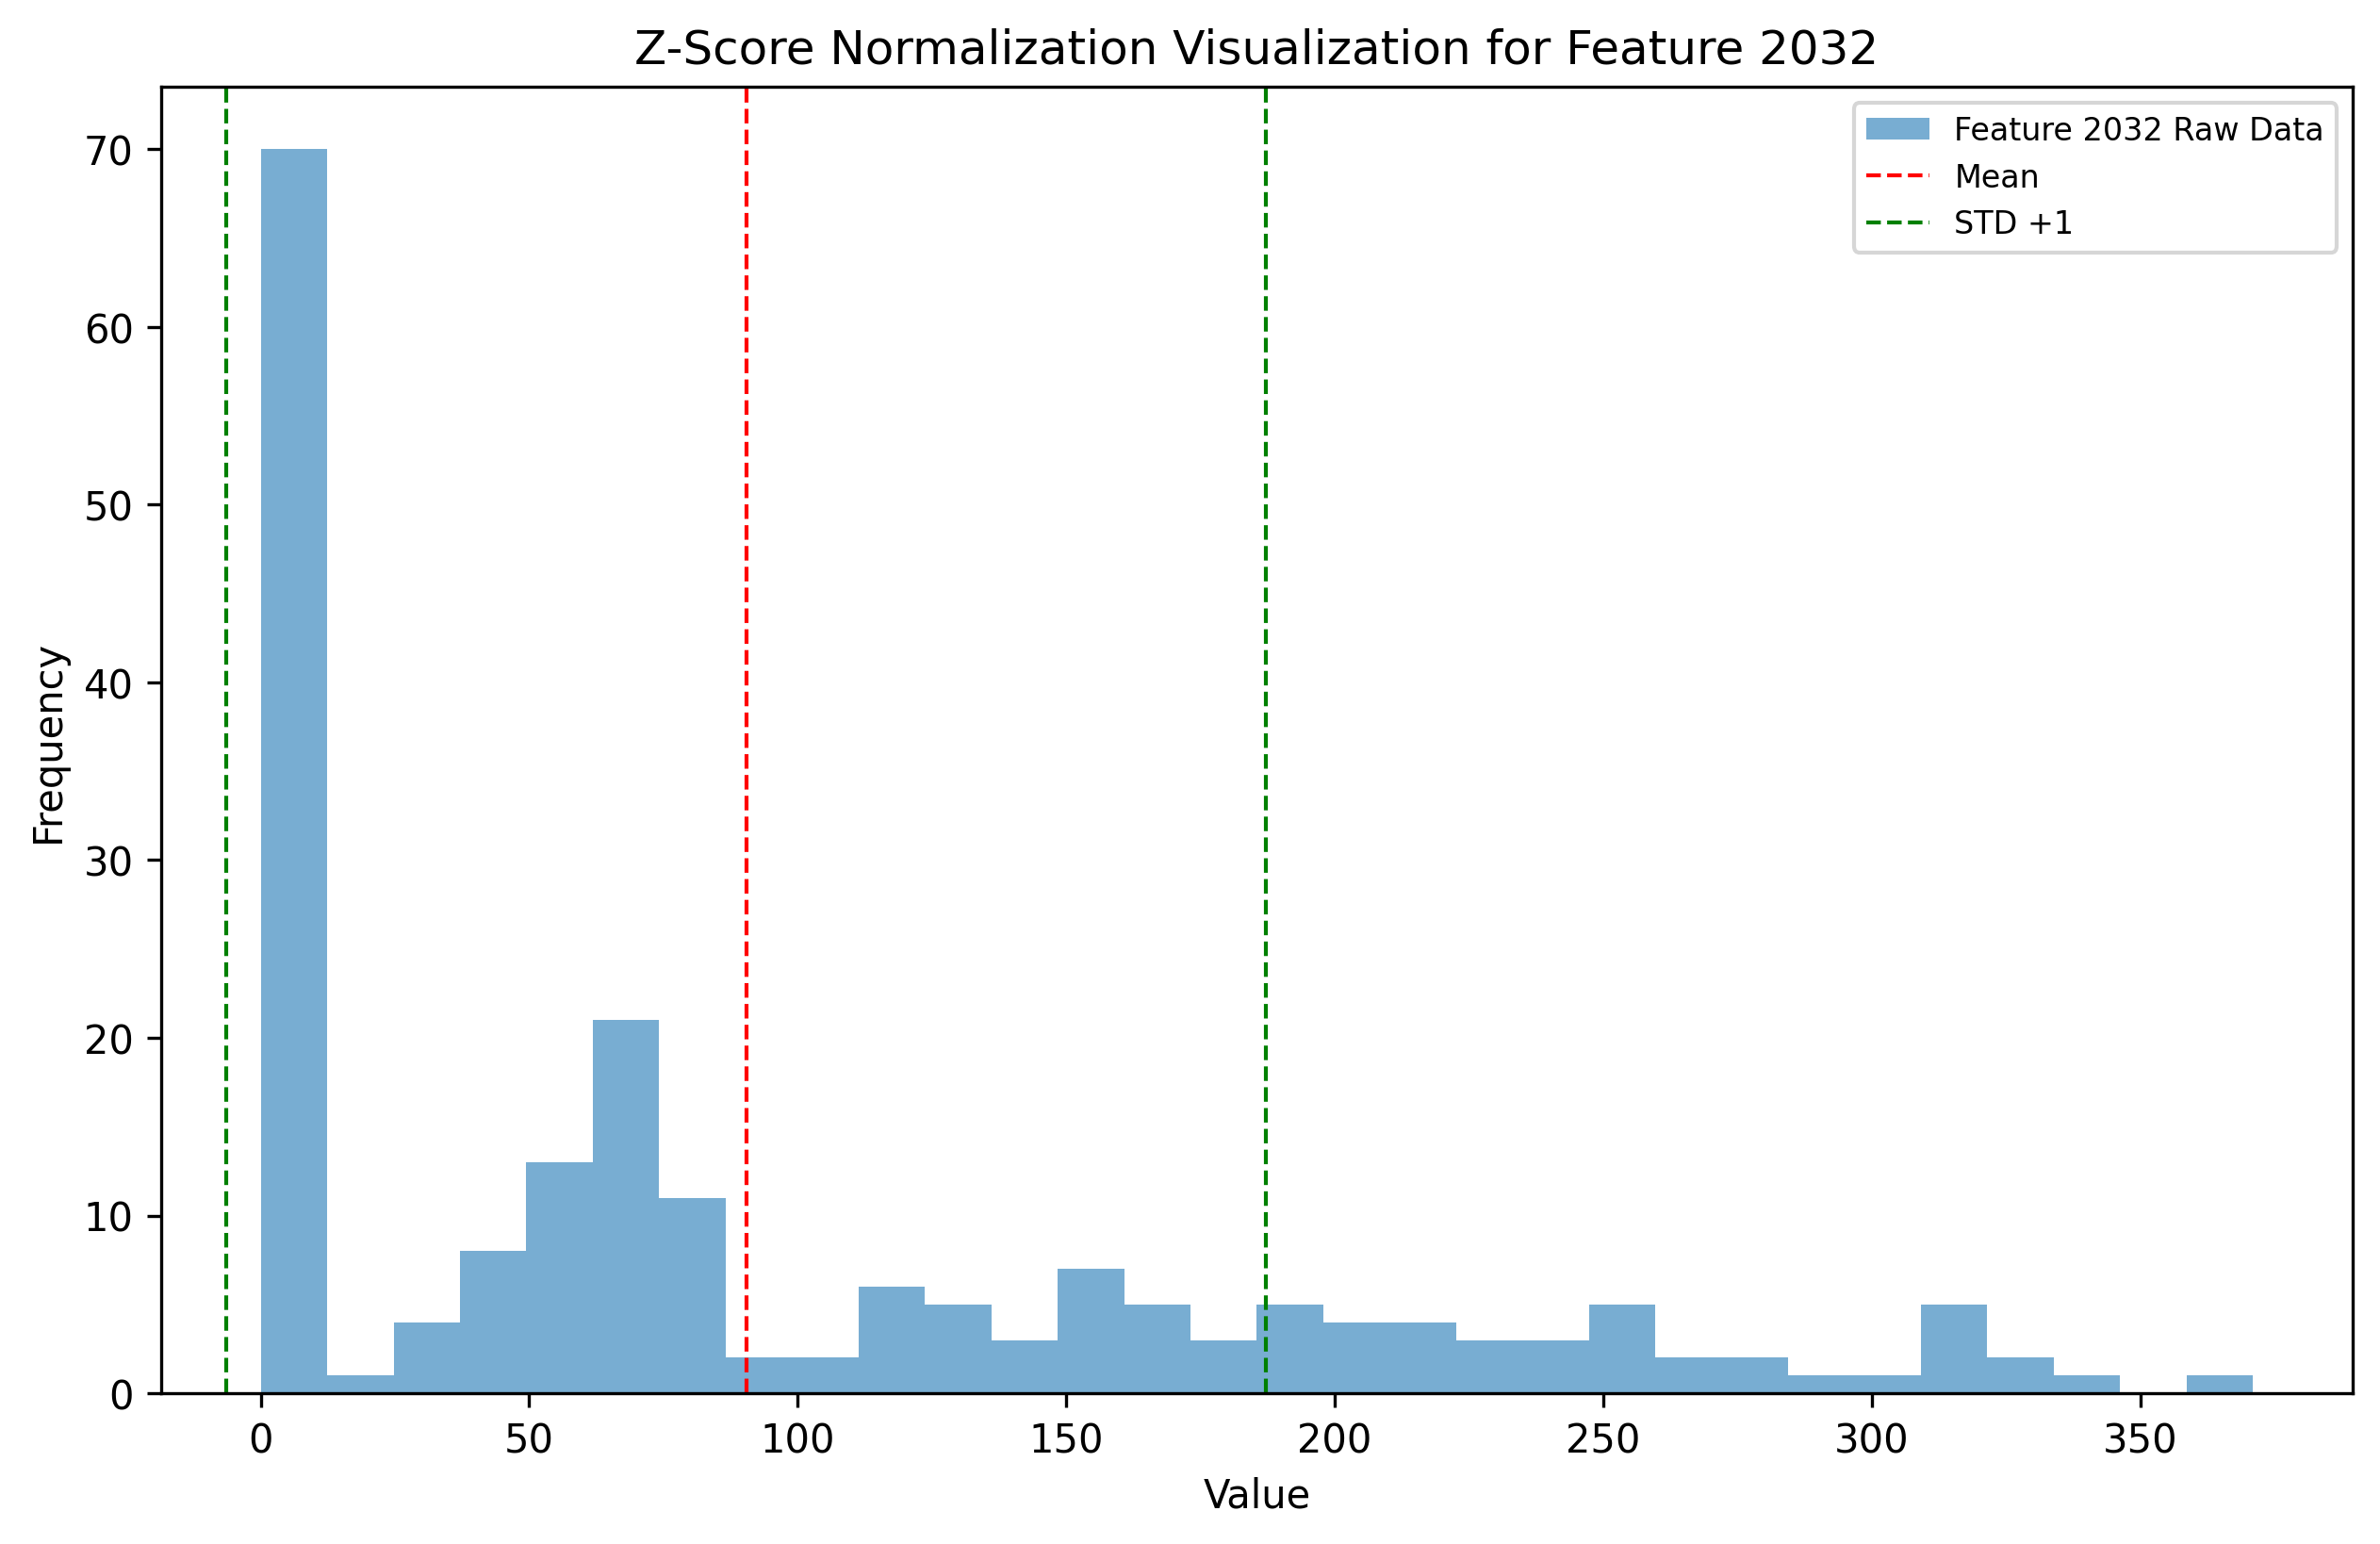 Z-Score Normalization Visualization for Feature 2032
Feature 2032 Raw Data
Mean
STD +1
Frequency
70
60
50
40
30
20
10
0
0 50 100 150 200 250 300 350
Value